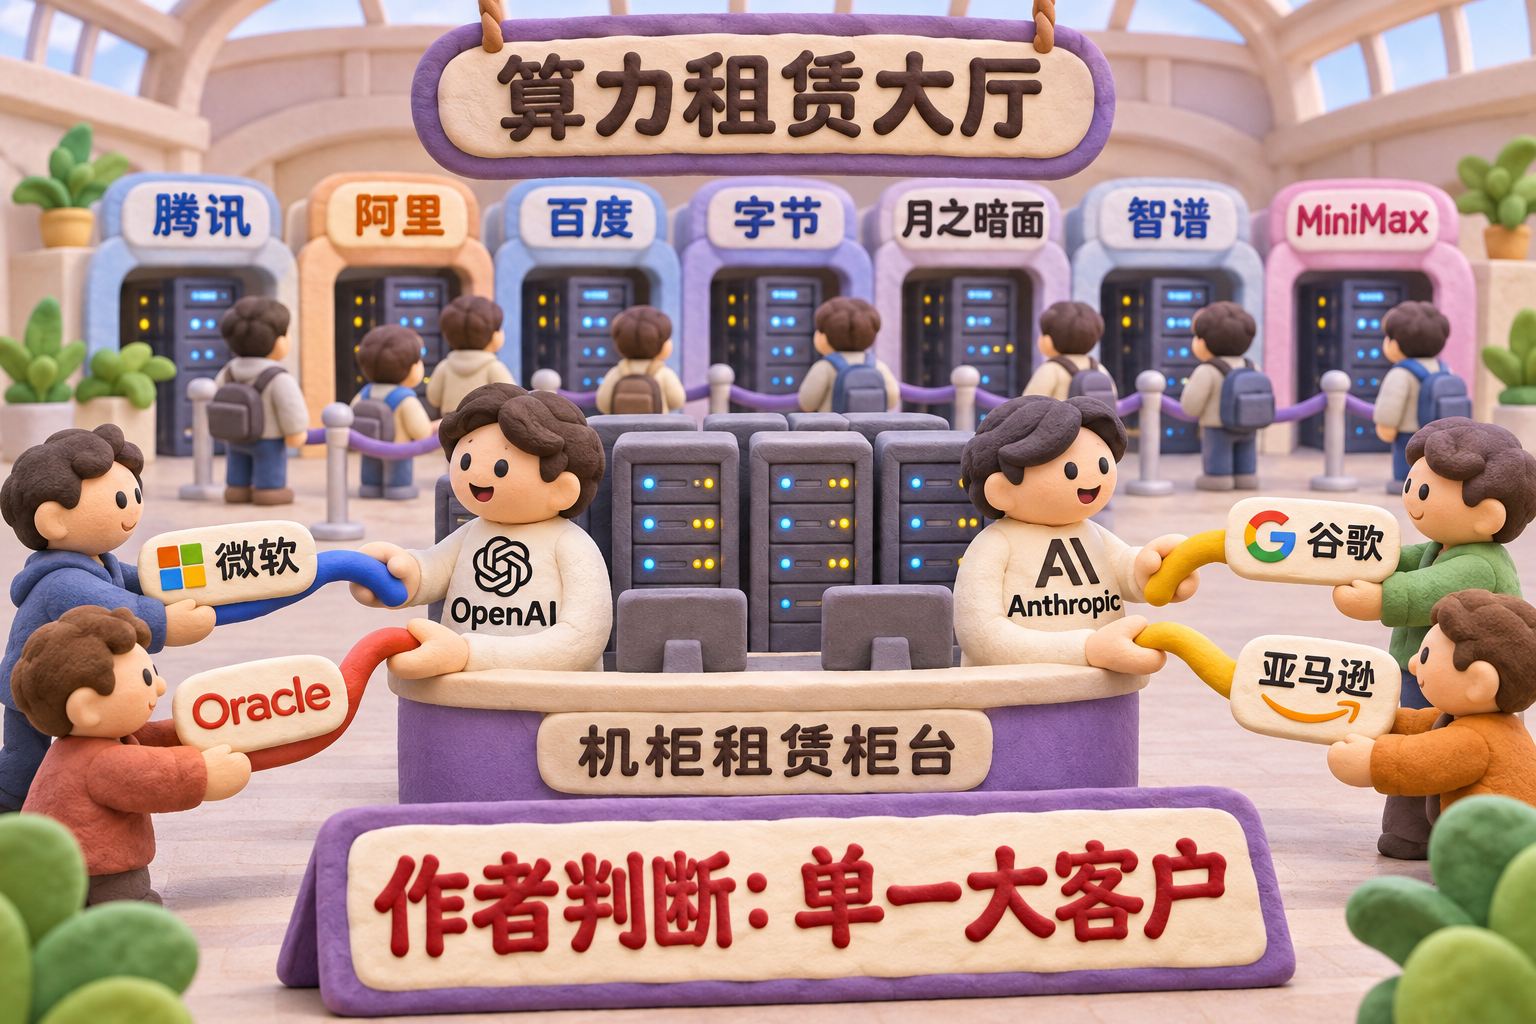 算力租赁大厅
腾讯
阿里
百度
字节
月之暗面
智谱
MiniMax
微软
OpenAI
AI
Anthropic
谷歌
Oracle
亚马逊
机柜租赁柜台
作者判断：单一大客户